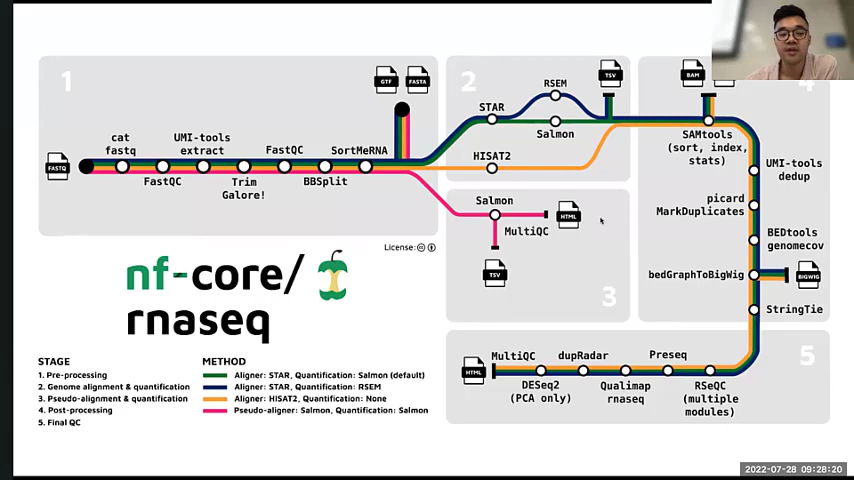 1
GTF
FASTA
cat
fastq
UMI-tools
extract
FastQC
SortMeRNA
FASTQ
FastQC
Trim
Galore!
BBSplit
2
RSEM
TSV
STAR
Salmon
HISAT2
Salmon
HTML
MultiQC
TSV
3
BAM
4
SAMtools
(sort, index,
stats)
UMI-tools
dedup
picard
MarkDuplicates
BEDtools
genomecov
bedGraphToBigWig
BIGWIG
StringTie
5
HTML
MultiQC
dupRadar
Preseq
DESeq2
(PCA only)
Qualimap
rnaseq
RSeQC
(multiple
modules)
License:
nf-core/
rnaseq
STAGE
1. Pre-processing
2. Genome alignment & quantification
3. Pseudo-alignment & quantification
4. Post-processing
5. Final QC
METHOD
Aligner: STAR, Quantification: Salmon (default)
Aligner: STAR, Quantification: RSEM
Aligner: HISAT2, Quantification: None
Pseudo-aligner: Salmon, Quantification: Salmon
2022-07-28 09:28:20